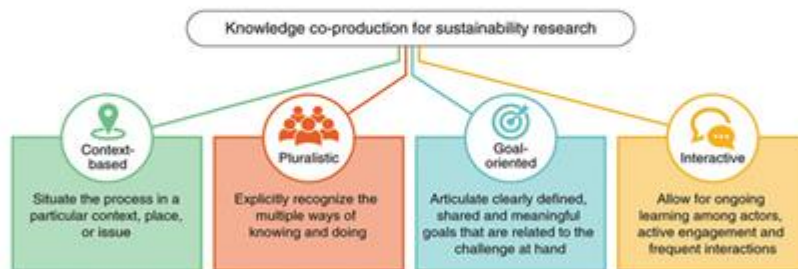 Knowledge co-production for sustainability research
Context-
based
Situate the process in a
particular context, place,
or issue
Pluralistic
Explicitly recognize the
multiple ways of
knowing and doing
Goal-
oriented
Articulate clearly defined,
shared and meaningful
goals that are related to the
challenge at hand
Interactive
Allow for ongoing
learning among actors,
active engagement and
frequent interactions